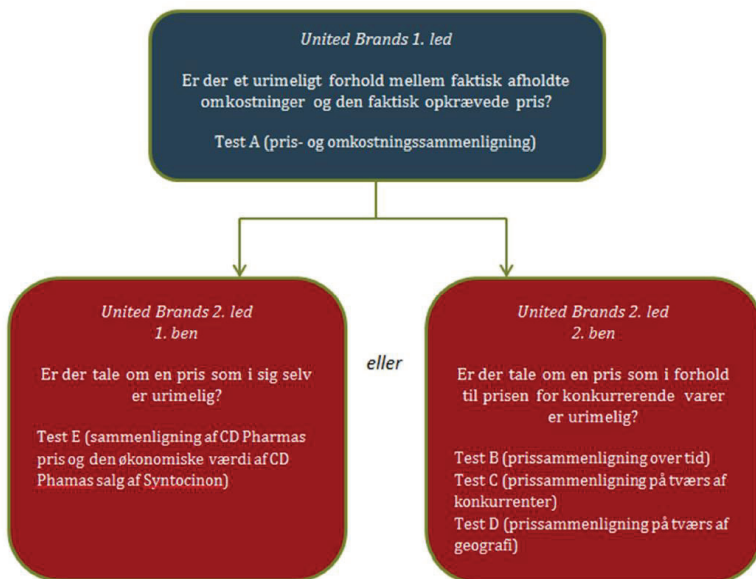 United Brands 1. led
Er der et urimeligt forhold mellem faktisk afholdte
omkostninger og den faktisk opkrævede pris?
Test A (pris- og omkostningssammenligning)
United Brands 2. led
1. ben
Er der tale om en pris som i sig selv
er urimelig?
Test E (sammenligning af CD Pharmas
pris og den økonomiske værdi af CD
Phamas salg af Syntocinon)
eller
United Brands 2. led
2. ben
Er der tale om en pris som i forhold
til prisen for konkurrerende varer
er urimelig?
Test B (prissammenligning over tid)
Test C (prissammenligning på tværs af
konkurrenter)
Test D (prissammenligning på tværs af
geografi)